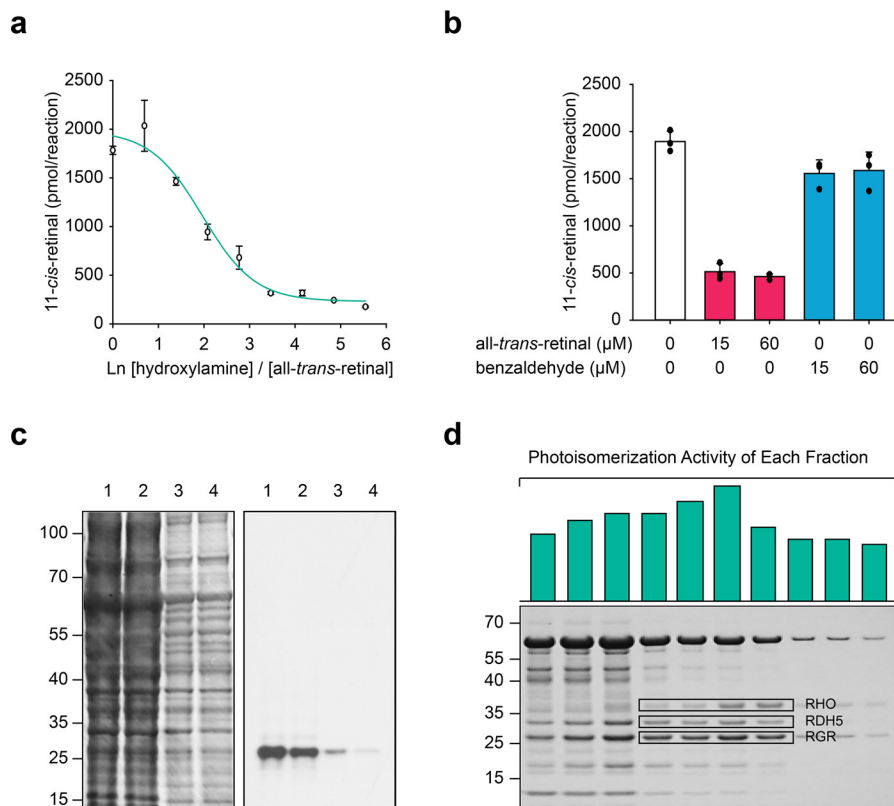 a
2500
2000
1500
1000
500
0
11-cis-retinal (pmol/reaction)
0 1 2 3 4 5 6
Ln [hydroxylamine] / [all-trans-retinal]
b
2500
2000
1500
1000
500
0
11-cis-retinal (pmol/reaction)
all-trans-retinal (µM) 0 15 60 0 0
benzaldehyde (µM) 0 0 0 15 60
c
1 2 3 4 1 2 3 4
100
70
55
40
35
25
15
d
Photoisomerization Activity of Each Fraction
70
55
40
35
25
15
RHO
RDH5
RGR